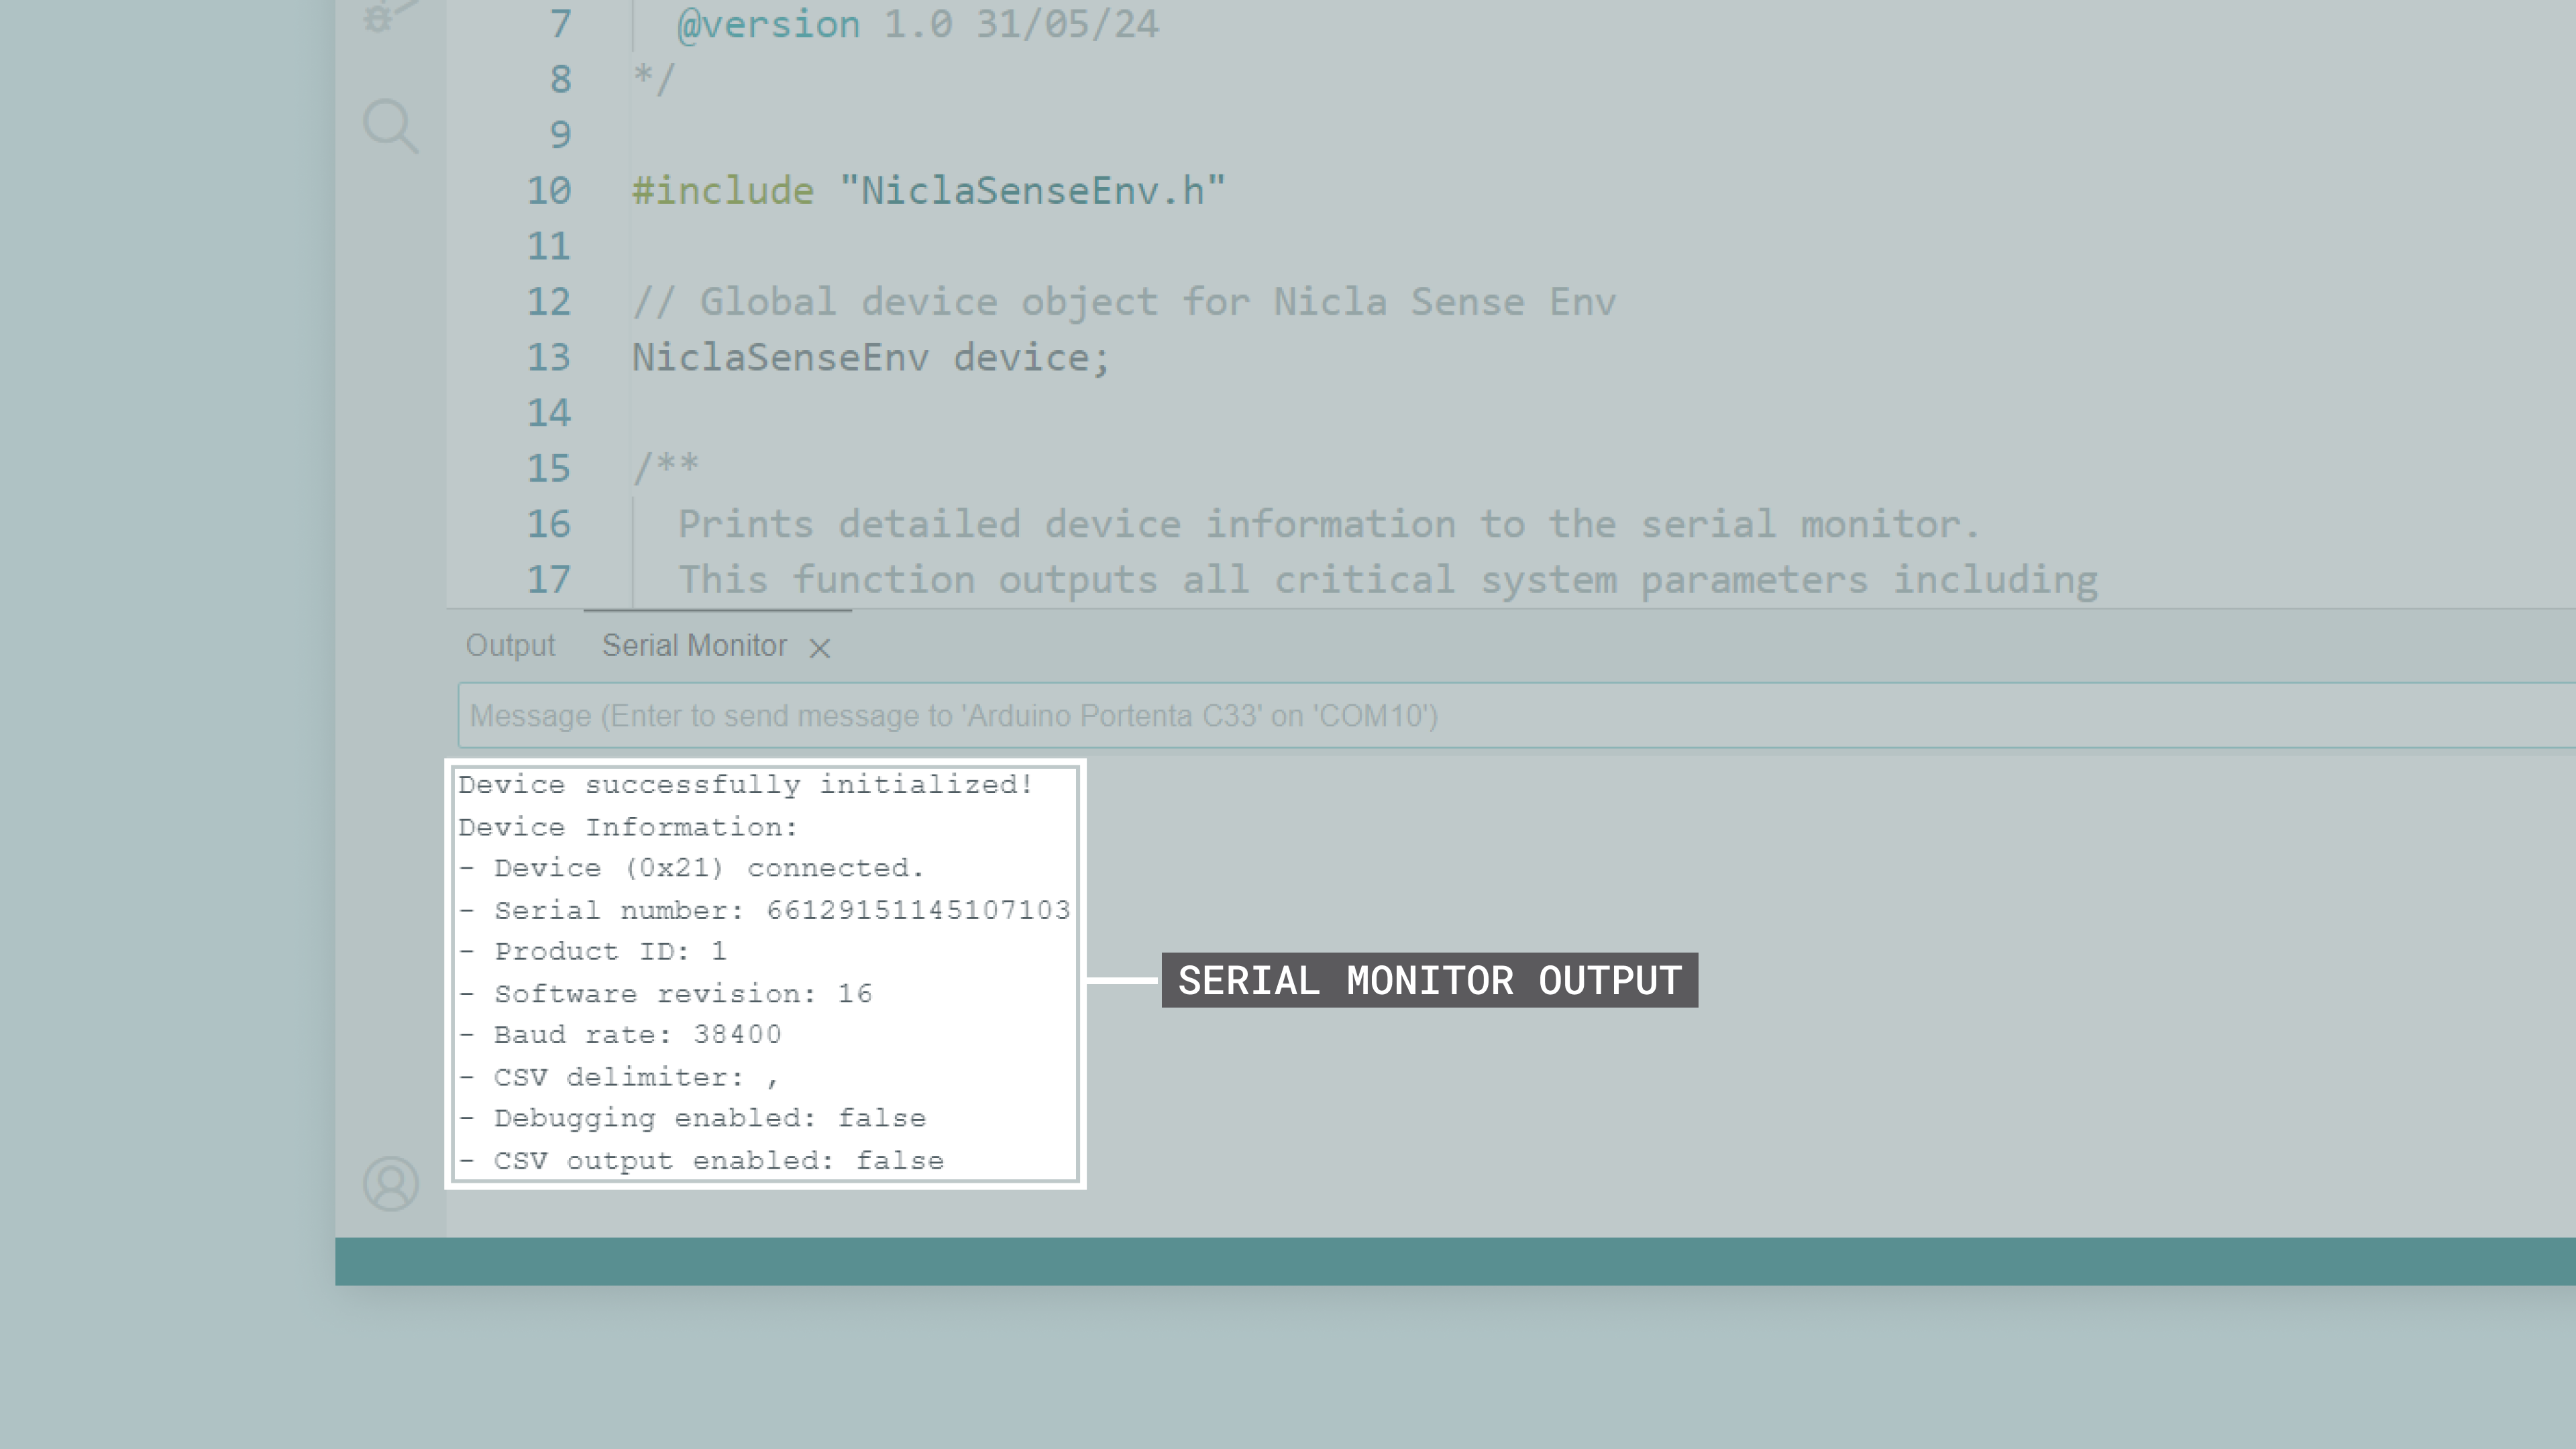 7 @version 1.0 31/05/24
8 */
9
10 #include "NiclaSenseEnv.h"
11
12 // Global device object for Nicla Sense Env
13 NiclaSenseEnv device;
14
15 /**
16 Prints detailed device information to the serial monitor.
17 This function outputs all critical system parameters including
Output Serial Monitor
Message (Enter to send message to 'Arduino Portenta C33' on 'COM10')
Device successfully initialized!
Device Information:
- Device (0x21) connected.
- Serial number: 66129151145107103
- Product ID: 1
- Software revision: 16
- Baud rate: 38400
- CSV delimiter: ,
- Debugging enabled: false
- CSV output enabled: false
SERIAL MONITOR OUTPUT